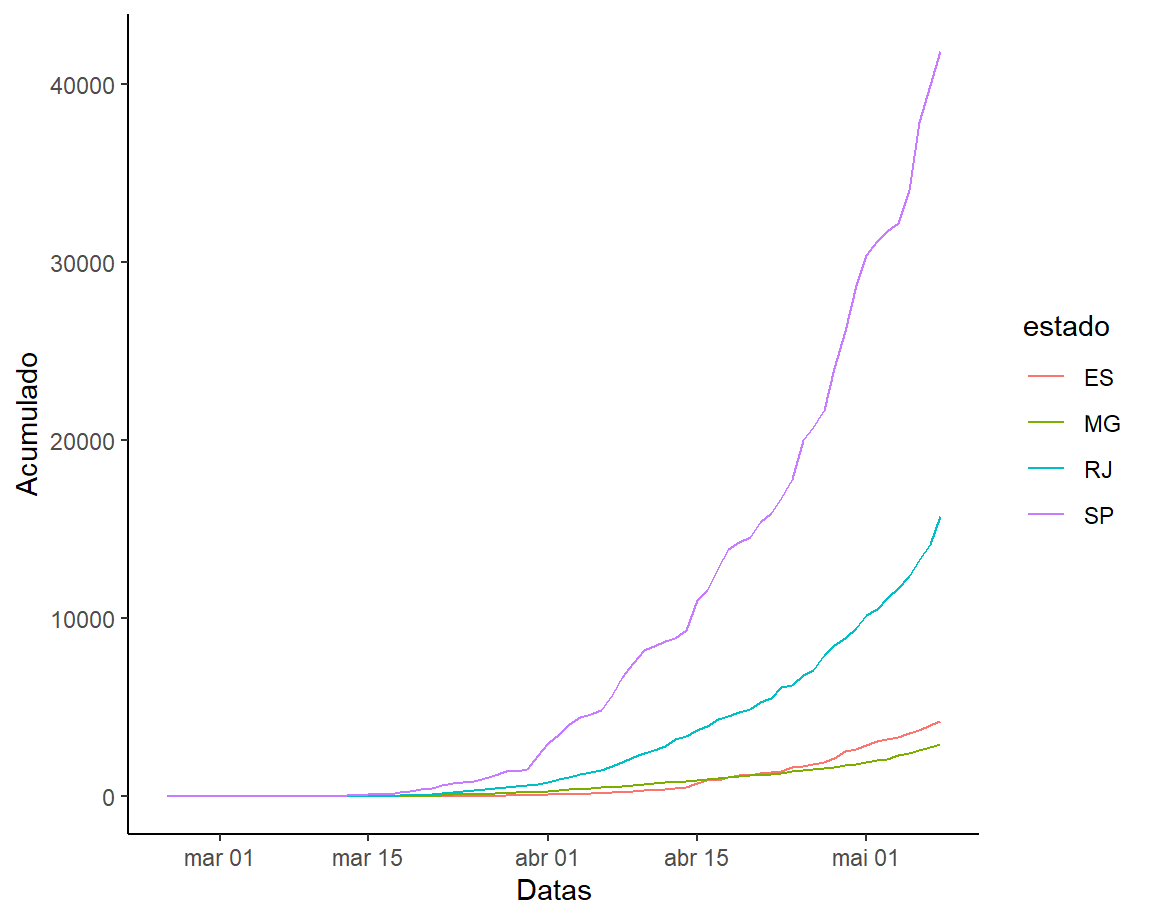 Acumulado
40000
30000
20000
10000
0
mar 01
mar 15
abr 01
abr 15
mai 01
Datas
estado
ES
MG
RJ
SP